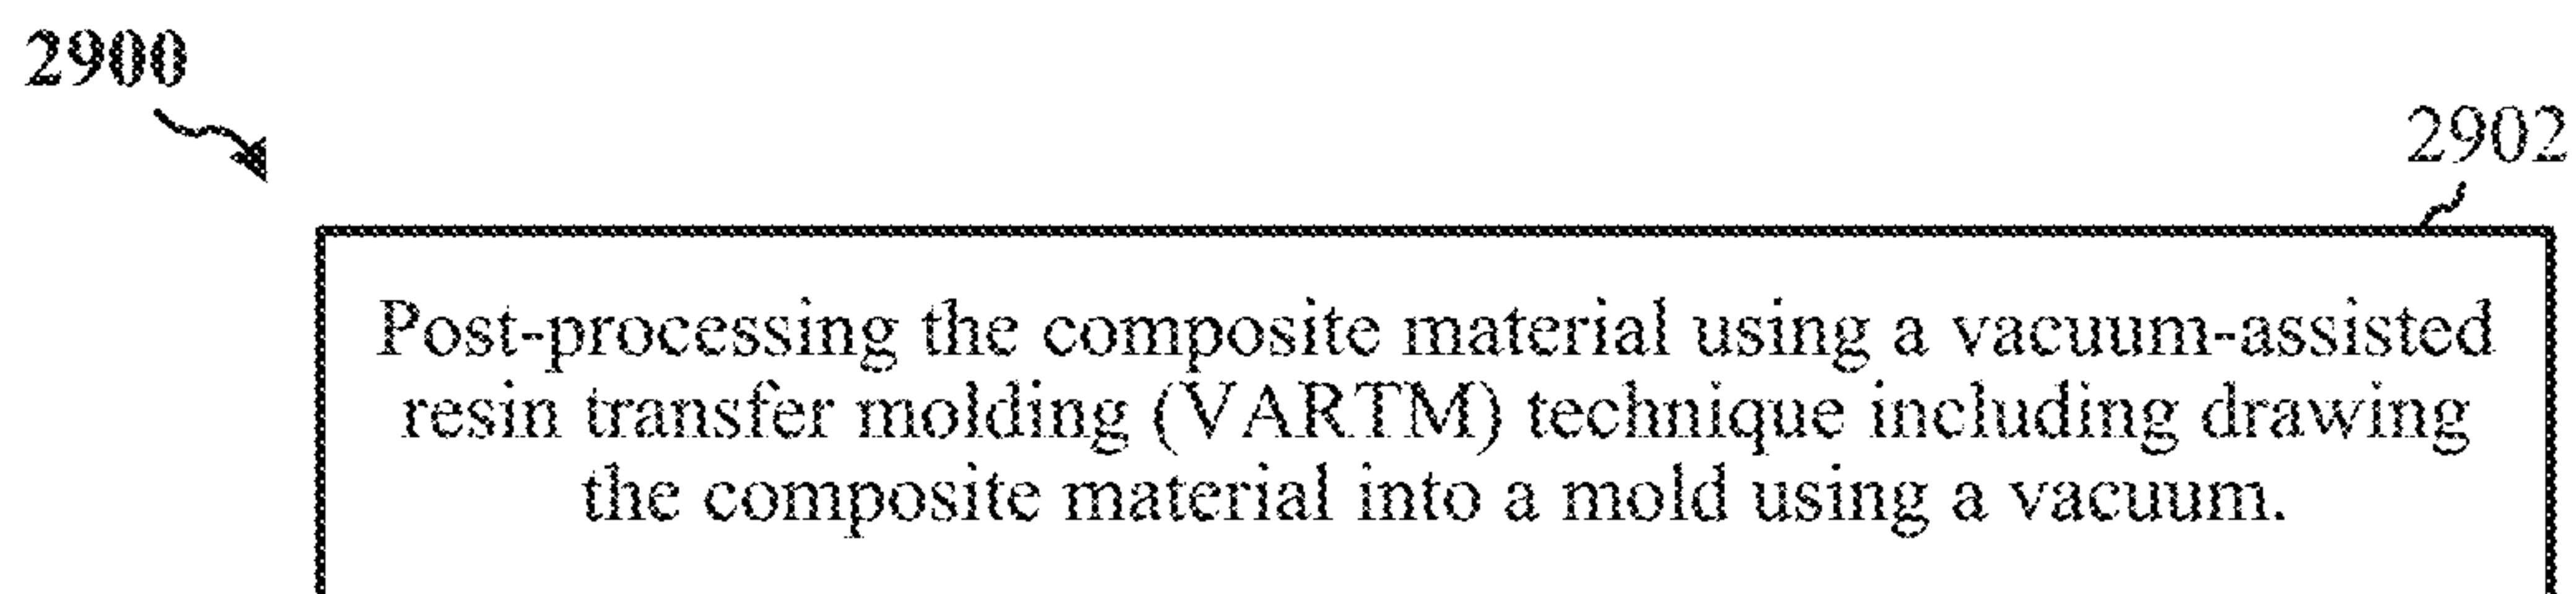 2900
2902
Post-processing the composite material using a vacuum-assisted
resin transfer molding (VARTM) technique including drawing
the composite material into a mold using a vacuum.